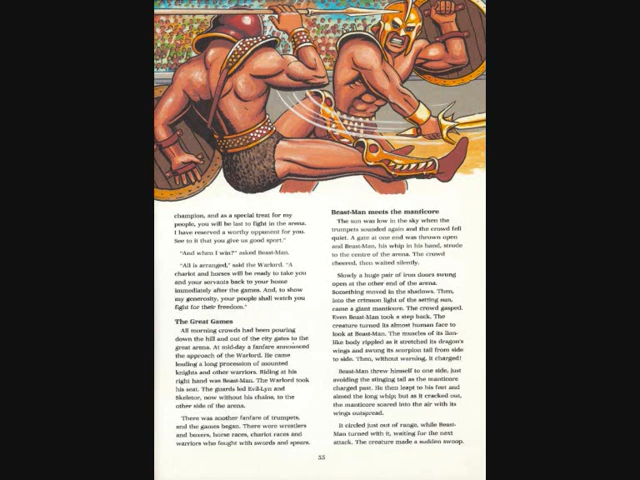 champion, and as a special treat for my
people, you will be last to fight in the arena.
I have reserved a worthy opponent for you.
See to it that you give us good sport."
"And when I win?" asked Beast-Man.
"All is arranged," said the Warlord. "A
chariot and horses will be ready to take you
and your servants back to your home
immediately after the games. And, to show
my generosity, your people shall watch you
fight for their freedom."
The Great Games
All morning crowds had been pouring
down the hill and out of the city gates to the
great arena. At mid-day a fanfare announced
the approach of the Warlord. He came
leading a long procession of mounted
knights and other warriors. Riding at his
right hand was Beast-Man. The Warlord took
his seat. The guards led Evil-Lyn and
Skeletor, now without his chains, to the
other side of the arena.
There was another fanfare of trumpets,
and the games began. There were wrestlers
and boxers, horse races, chariot races and
warriors who fought with swords and spears.
Beast-Man meets the manticore
The sun was low in the sky when the
trumpets sounded again and the crowd fell
quiet. A gate at one end was thrown open
and Beast-Man, his whip in his hand, strode
to the centre of the arena. The crowd
cheered, then waited silently.
Slowly a huge pair of iron doors swung
open at the other end of the arena.
Something moved in the shadows. Then,
into the crimson light of the setting sun,
came a giant manticore. The crowd gasped.
Even Beast-Man took a step back. The
creature turned its almost human face to
look at Beast-Man. The muscles of its lion-
like body rippled as it stretched its dragon's
wings and swung its scorpion tail from side
to side. Then, without warning, it charged!
Beast-Man threw himself to one side, just
avoiding the stinging tail as the manticore
charged past. He then leapt to his feet and
aimed the long whip; but as it cracked out,
the manticore soared into the air with its
wings outspread.
It circled just out of range, while Beast-
Man turned with it, waiting for the next
attack. The creature made a sudden swoop.